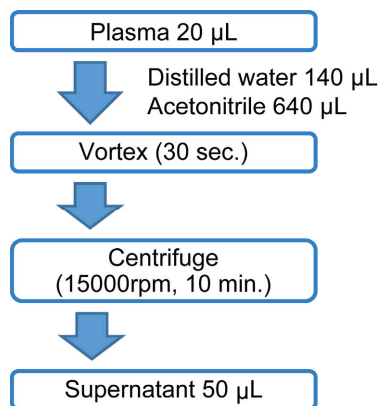 Plasma 20 µL
Distilled water 140 µL
Acetonitrile 640 µL
Vortex (30 sec.)
Centrifuge
(15000rpm, 10 min.)
Supernatant 50 µL